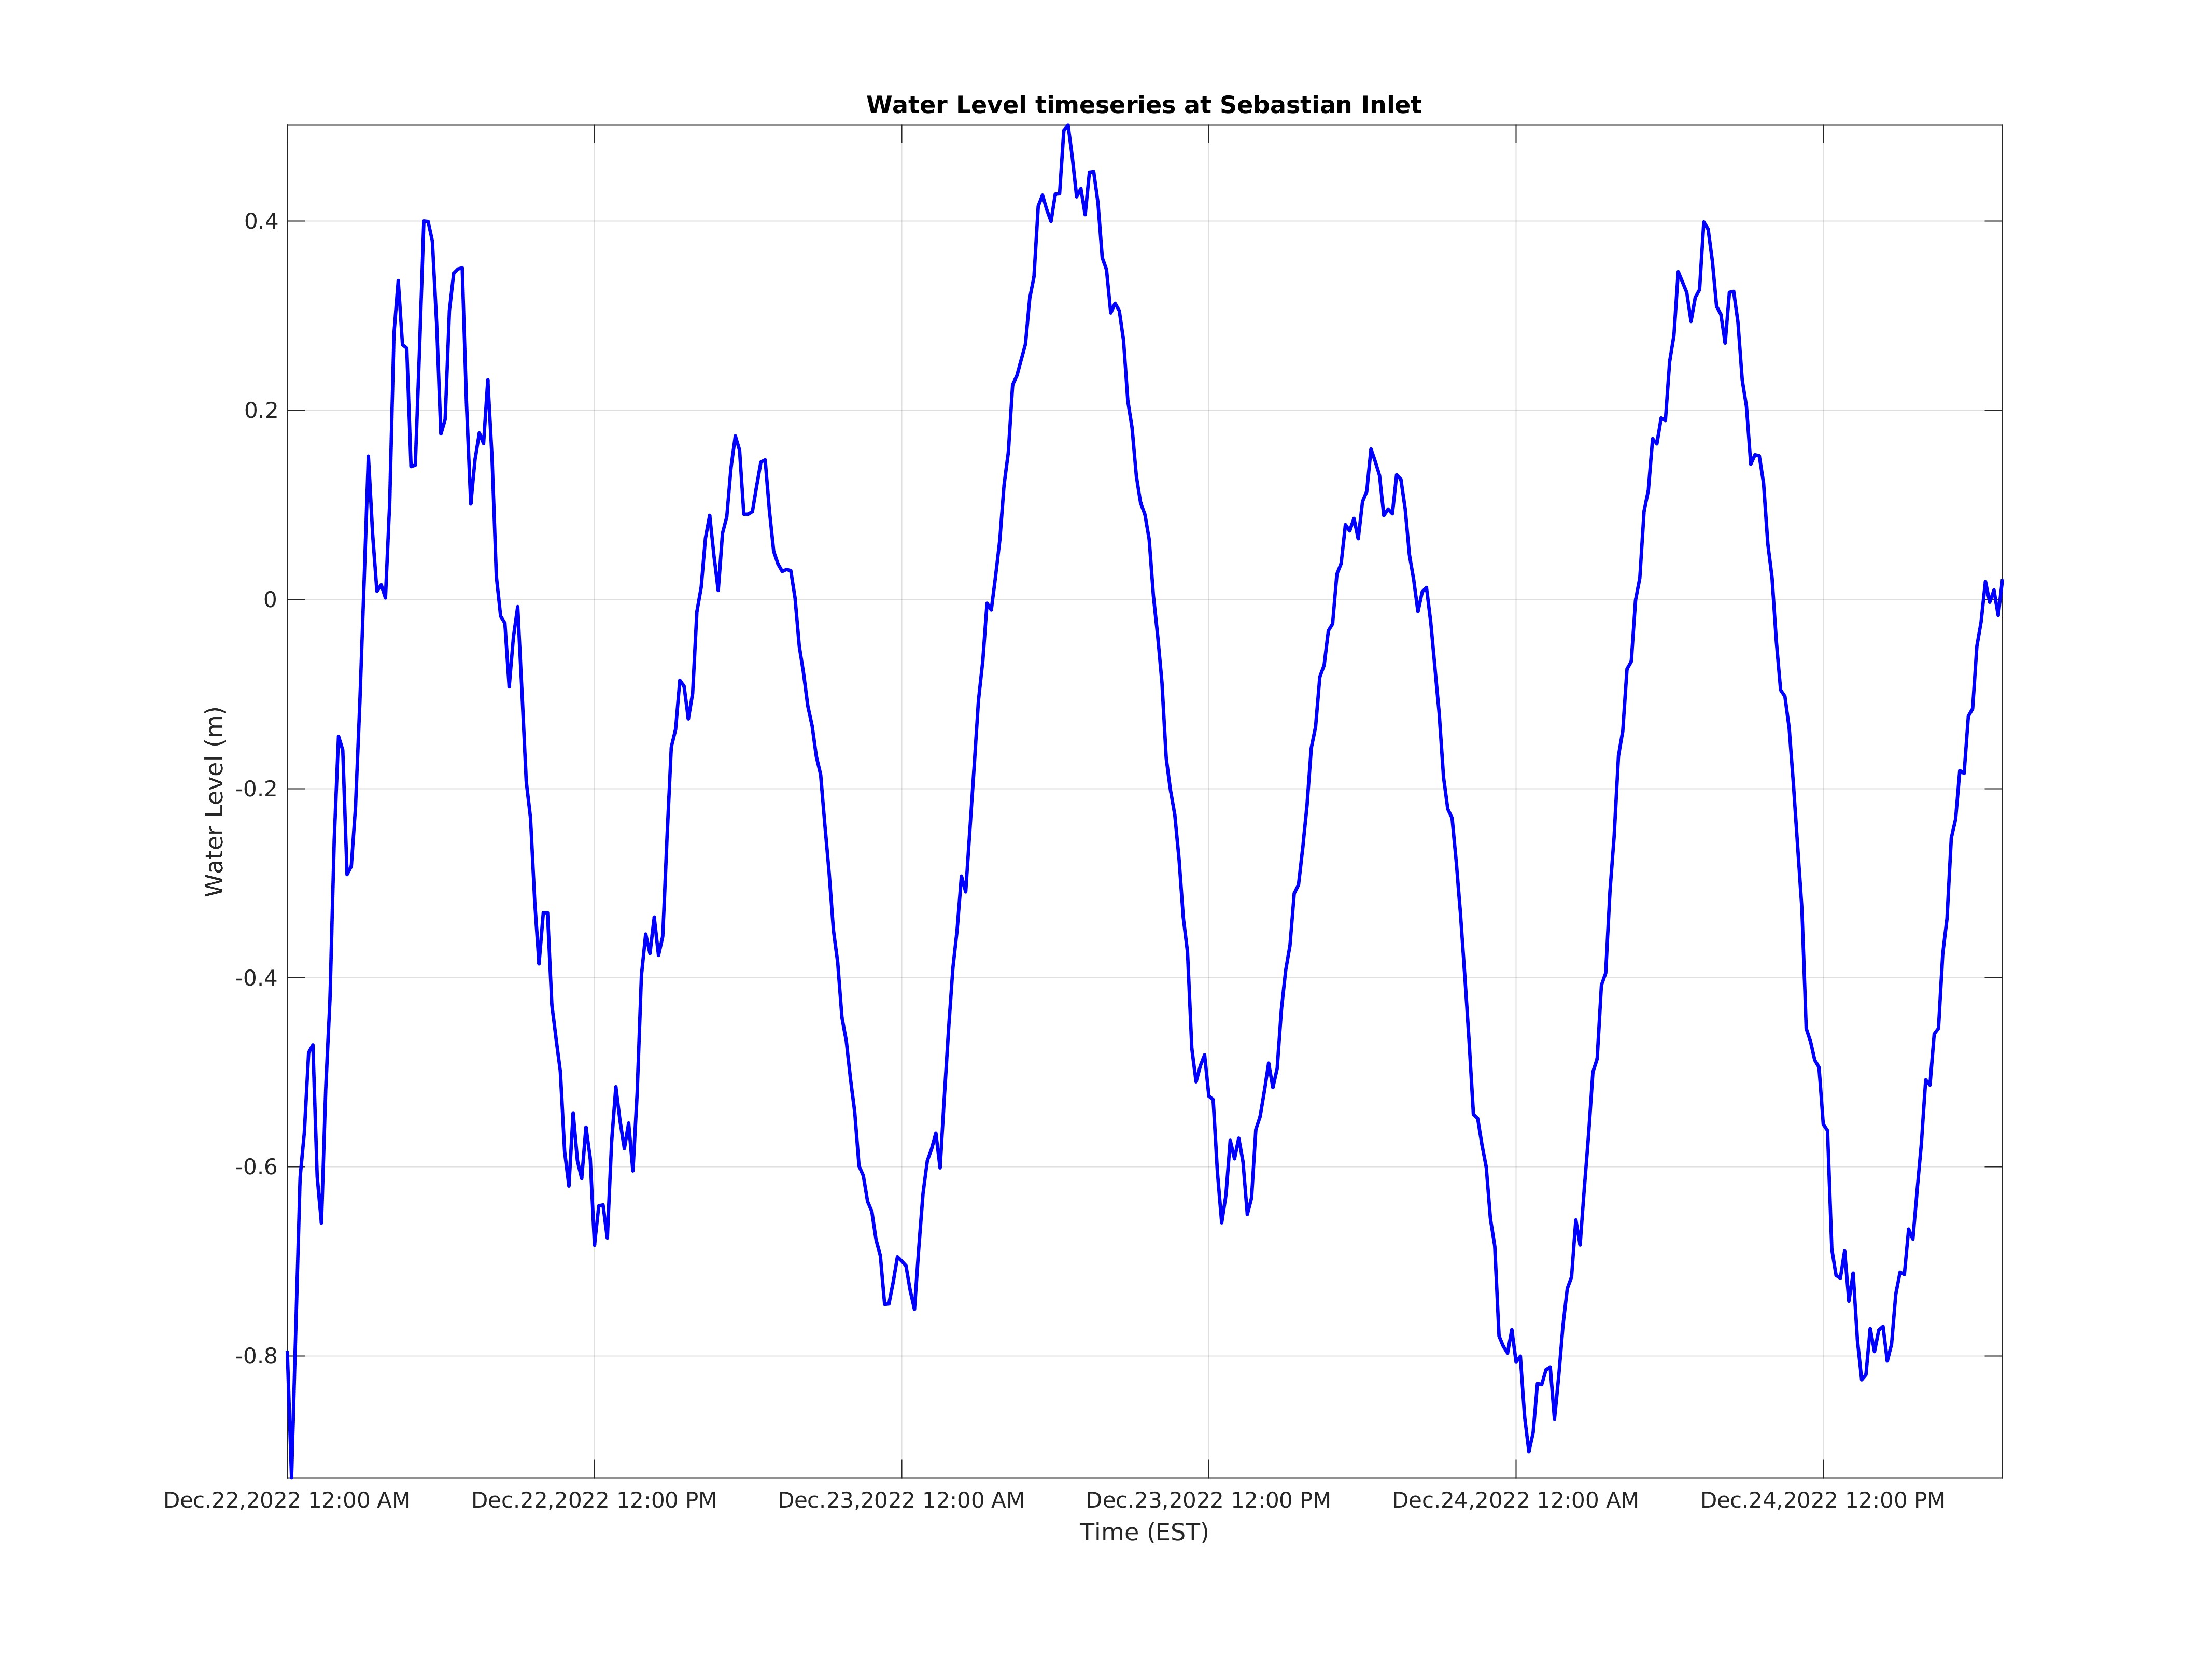 Water Level timeseries at Sebastian Inlet
0.4
0.2
0
-0.2
-0.4
-0.6
-0.8
Water Level (m)
Dec.22,2022 12:00 AM
Dec.22,2022 12:00 PM
Dec.23,2022 12:00 AM
Dec.23,2022 12:00 PM
Dec.24,2022 12:00 AM
Dec.24,2022 12:00 PM
Time (EST)